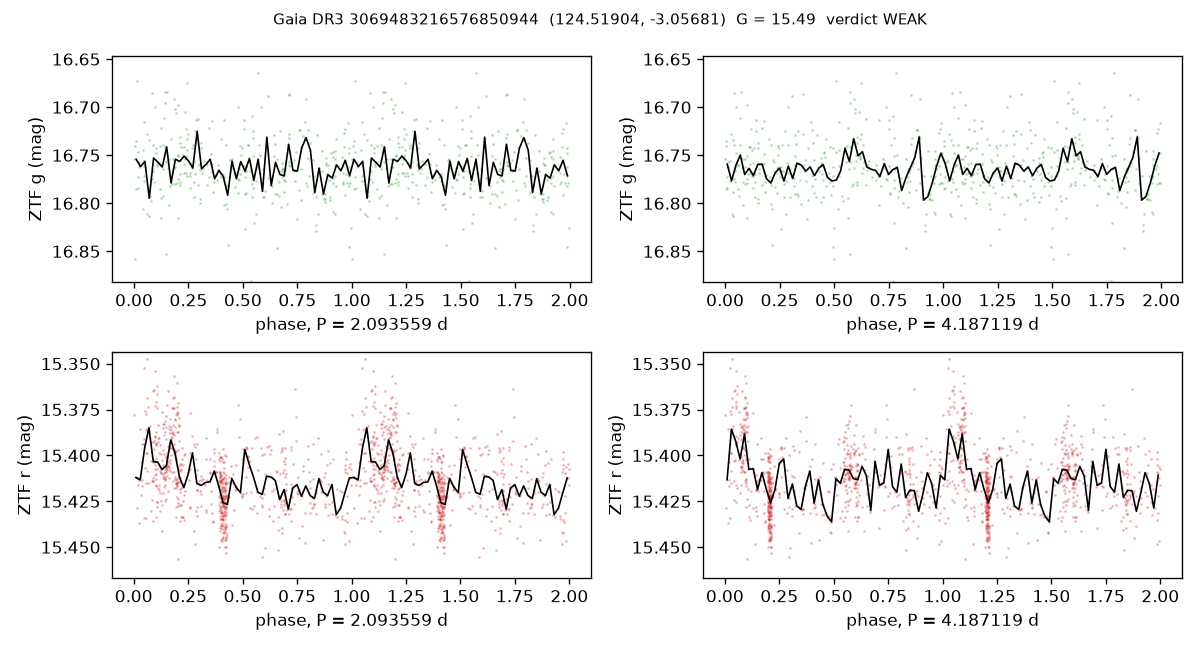 Gaia DR3 3069483216576850944  (124.51904, -3.05681)  G = 15.49  verdict WEAK
16.65
16.70
16.75
16.80
16.85
ZTF g (mag)
0.00 0.25 0.50 0.75 1.00 1.25 1.50 1.75 2.00
phase, P = 2.093559 d
16.65
16.70
16.75
16.80
16.85
ZTF g (mag)
0.00 0.25 0.50 0.75 1.00 1.25 1.50 1.75 2.00
phase, P = 4.187119 d
15.350
15.375
15.400
15.425
15.450
ZTF r (mag)
0.00 0.25 0.50 0.75 1.00 1.25 1.50 1.75 2.00
phase, P = 2.093559 d
15.350
15.375
15.400
15.425
15.450
ZTF r (mag)
0.00 0.25 0.50 0.75 1.00 1.25 1.50 1.75 2.00
phase, P = 4.187119 d